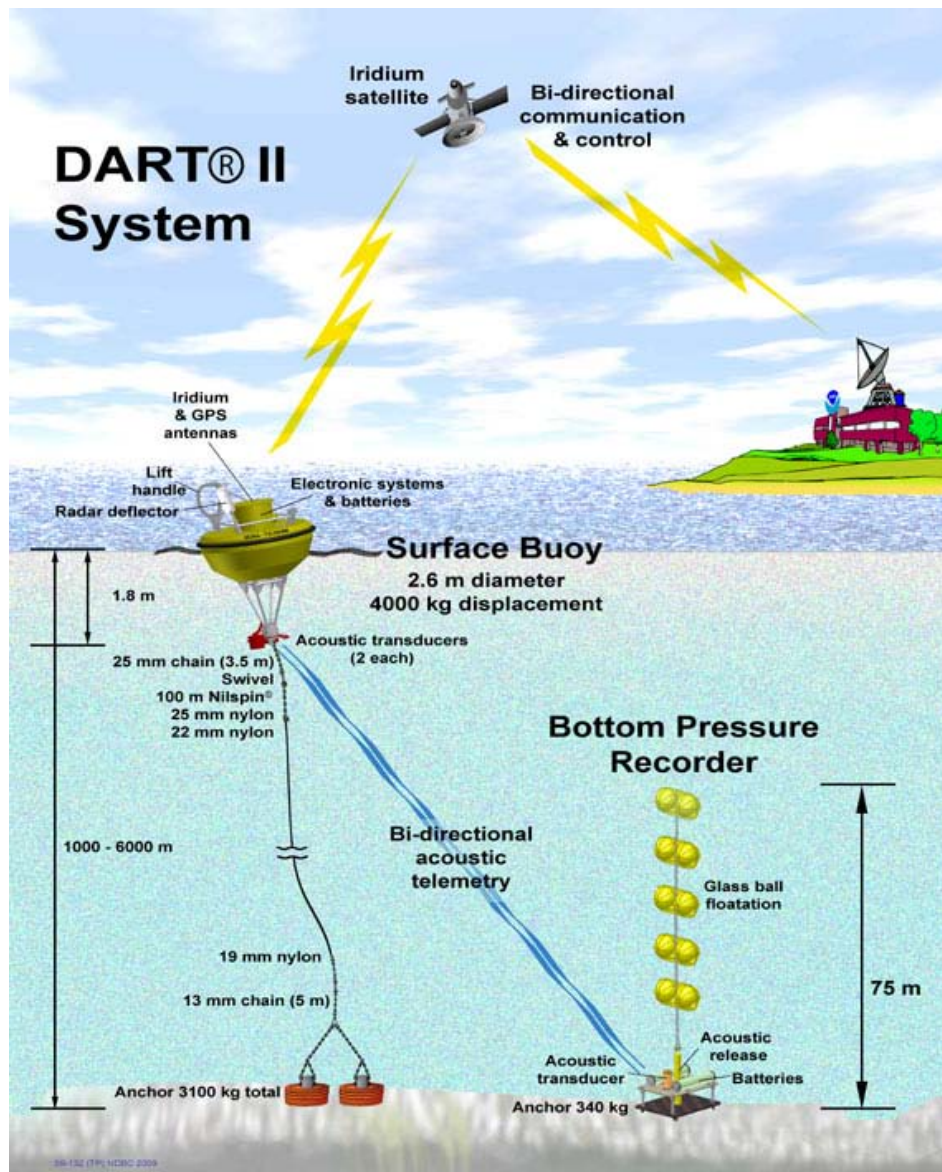 Iridium
satellite
Bi-directional
communication
& control
DART® II
System
Iridium
& GPS
antennas
Lift
handle
Radar deflector
Electronic systems
& batteries
Surface Buoy
2.6 m diameter
4000 kg displacement
1.8 m
Acoustic transducers
(2 each)
25 mm chain (3.5 m)
Swivel
100 m Nilspin®
25 mm nylon
22 mm nylon
Bottom Pressure
Recorder
1000 - 6000 m
Bi-directional
acoustic
telemetry
Glass ball
floatation
19 mm nylon
13 mm chain (5 m)
75 m
Acoustic
release
Acoustic
transducer
Batteries
Anchor 3100 kg total
Anchor 340 kg